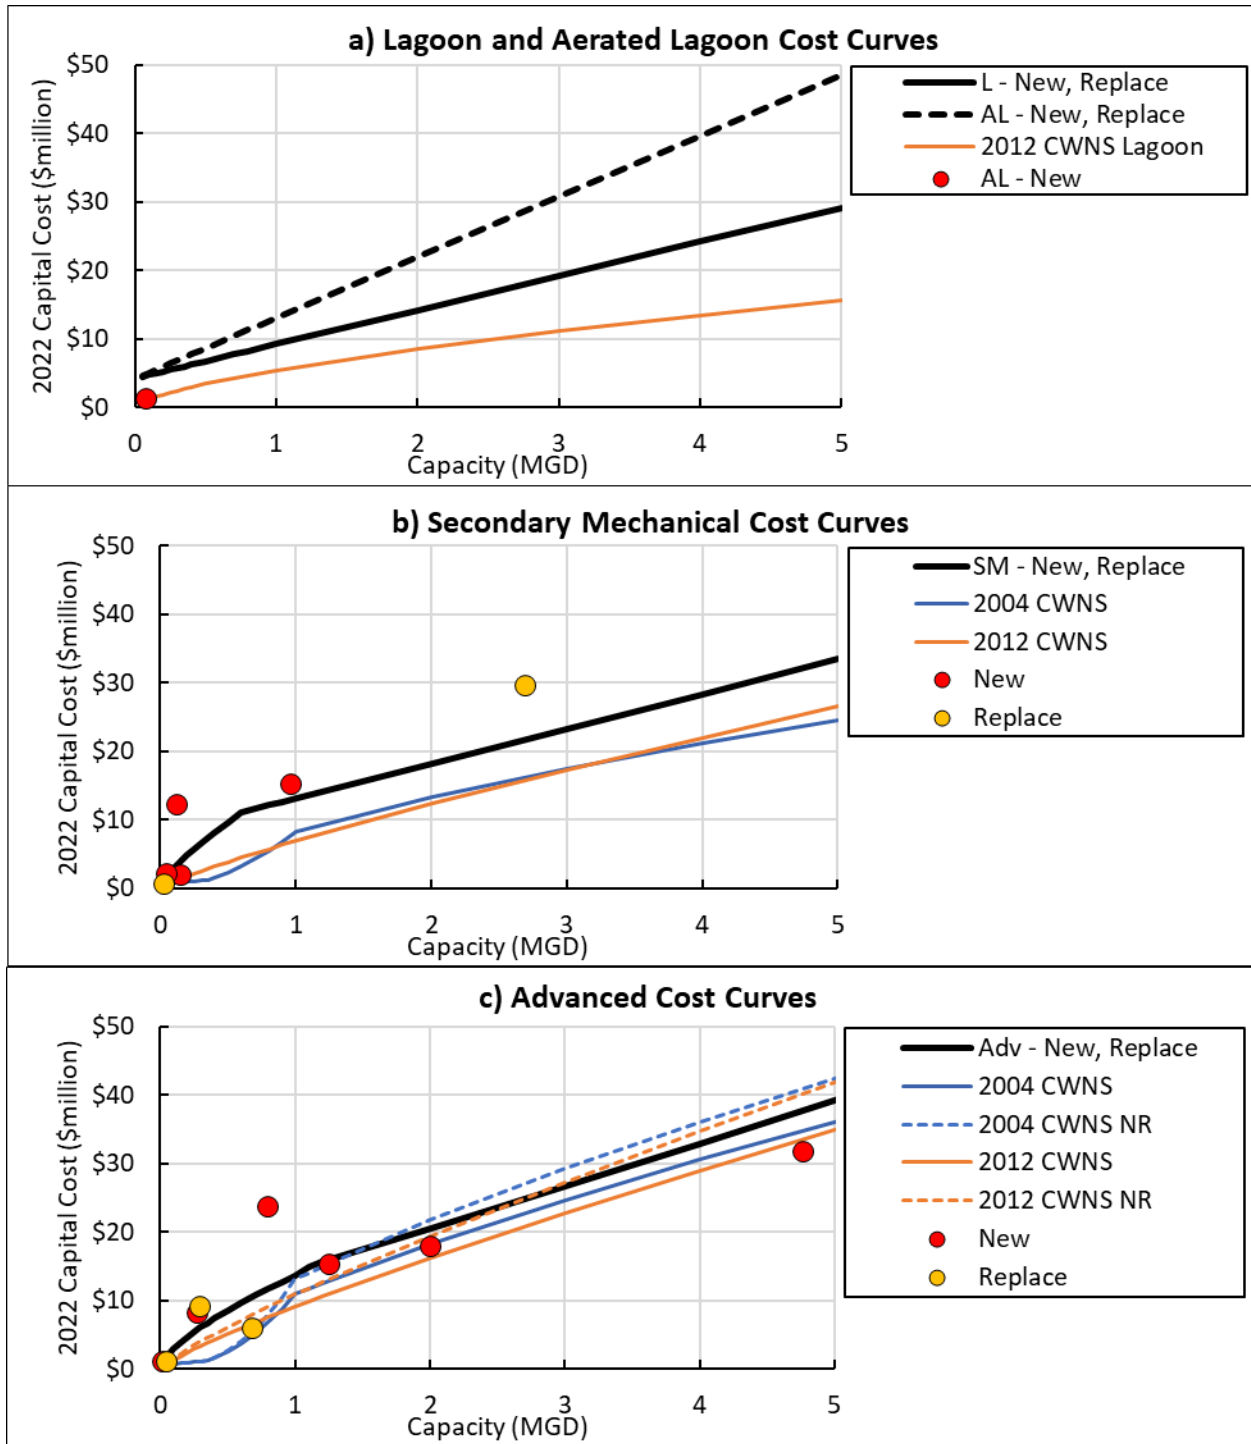 a) Lagoon and Aerated Lagoon Cost Curves
2022 Capital Cost ($million)
$50
$40
$30
$20
$10
$0
0 1 2 3 4 5
Capacity (MGD)
L - New, Replace
AL - New, Replace
2012 CWNS Lagoon
AL - New
b) Secondary Mechanical Cost Curves
2022 Capital Cost ($million)
$50
$40
$30
$20
$10
$0
0 1 2 3 4 5
Capacity (MGD)
SM - New, Replace
2004 CWNS
2012 CWNS
New
Replace
c) Advanced Cost Curves
2022 Capital Cost ($million)
$50
$40
$30
$20
$10
$0
0 1 2 3 4 5
Capacity (MGD)
Adv - New, Replace
2004 CWNS
2004 CWNS NR
2012 CWNS
2012 CWNS NR
New
Replace